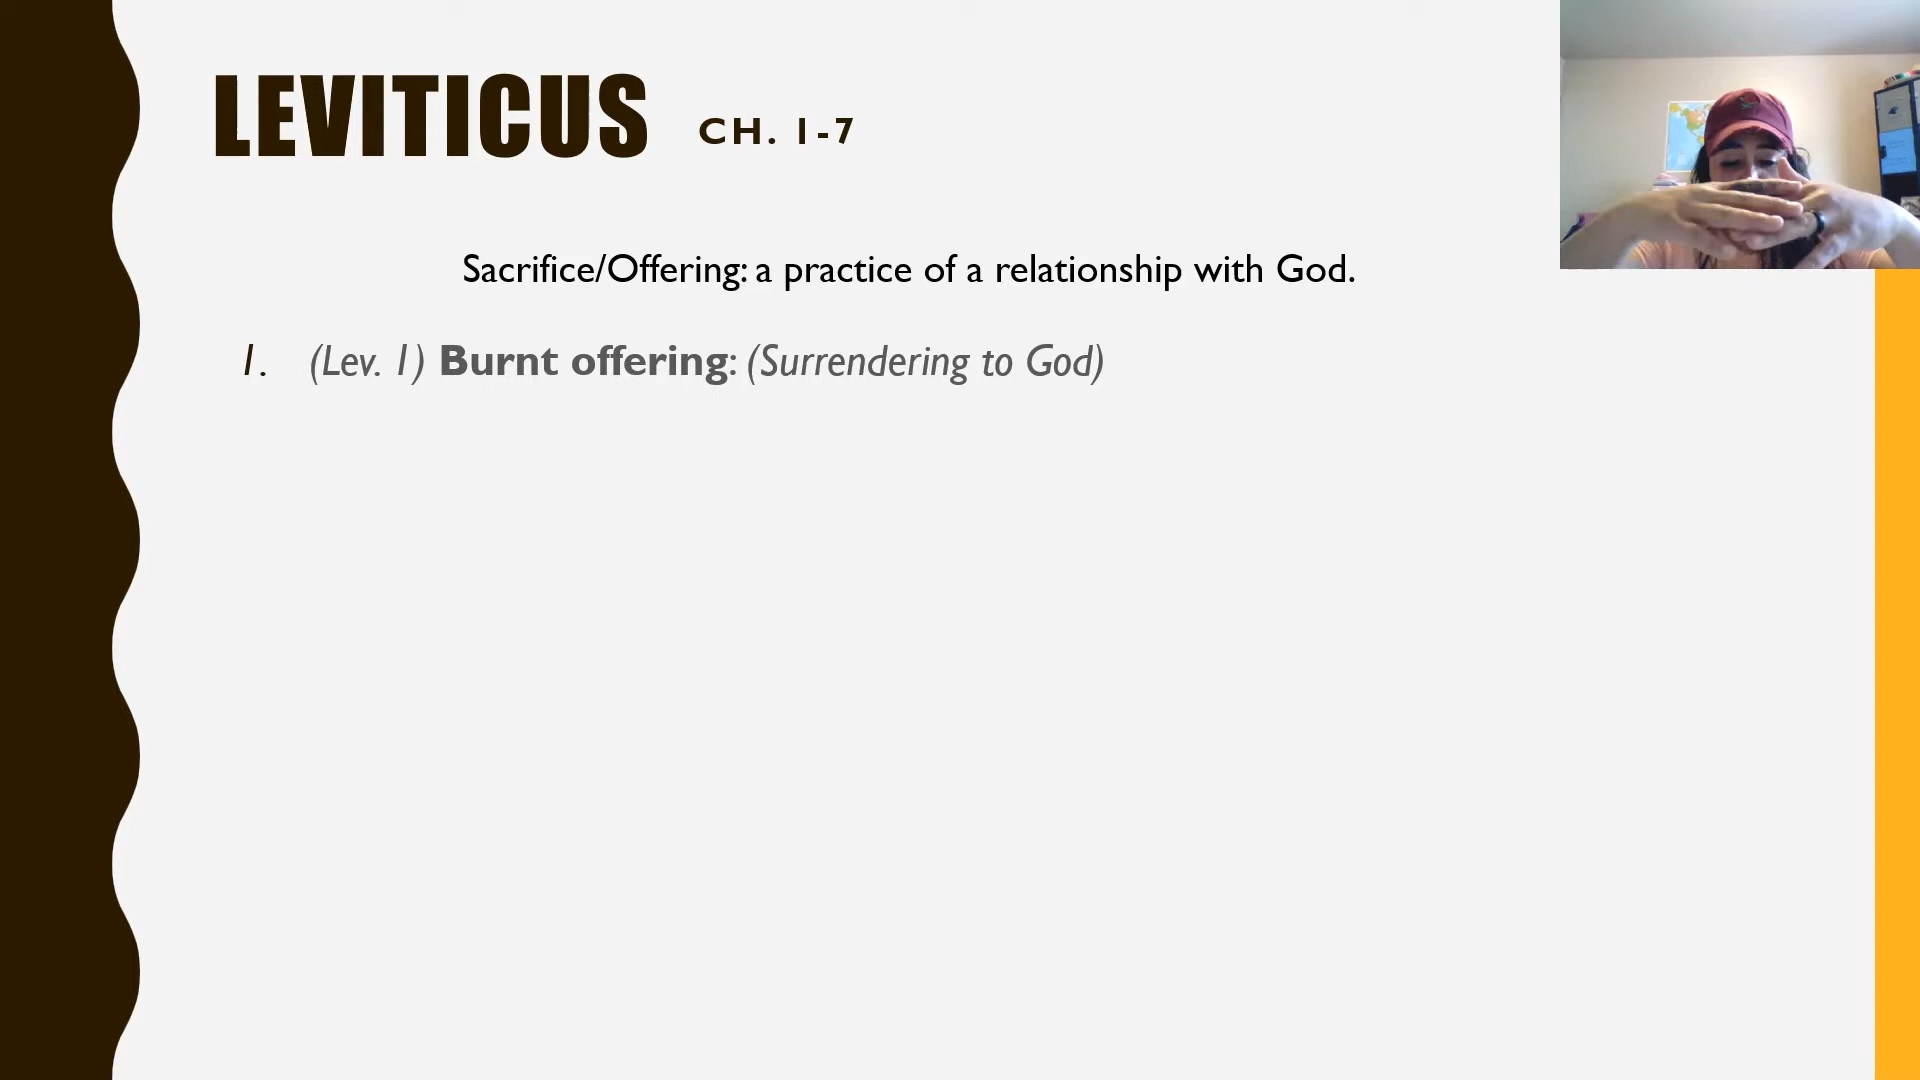 LEVITICUS CH. 1-7
Sacrifice/Offering: a practice of a relationship with God.
1. (Lev. 1) Burnt offering: (Surrendering to God)